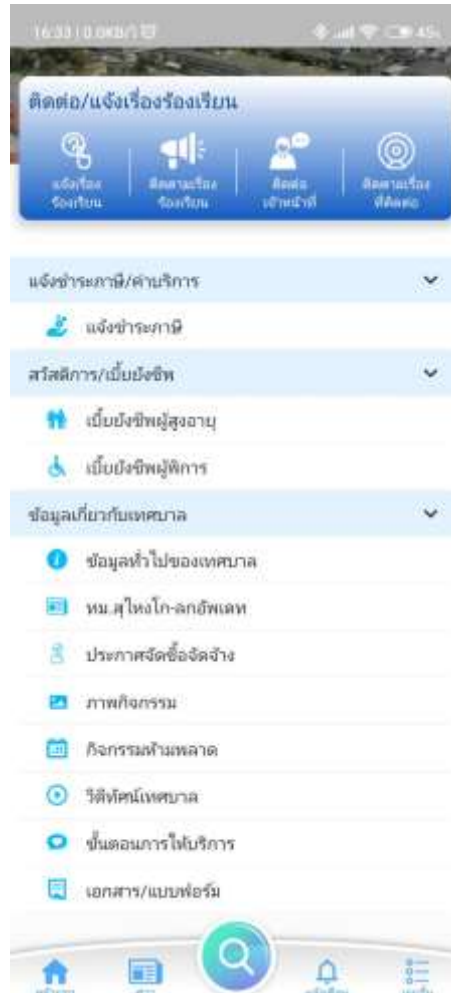 16:33 | 0.0KB/s
ติดต่อ/แจ้งเรื่องร้องเรียน
แจ้งเรื่อง
ร้องเรียน
ติดตามเรื่อง
ร้องเรียน
ติดต่อ
เจ้าหน้าที่
ติดตามเรื่อง
ที่ติดต่อ
แจ้งชำระภาษี/ค่าบริการ
แจ้งชำระภาษี
สวัสดิการ/เบี้ยยังชีพ
เบี้ยยังชีพผู้สูงอายุ
เบี้ยยังชีพผู้พิการ
ข้อมูลเกี่ยวกับเทศบาล
ข้อมูลทั่วไปของเทศบาล
ทม.สุไหงโก-ลกอัพเดท
ประกาศจัดซื้อจัดจ้าง
ภาพกิจกรรม
กิจกรรมห้ามพลาด
วีดีทัศน์เทศบาล
ขั้นตอนการให้บริการ
เอกสาร/แบบฟอร์ม